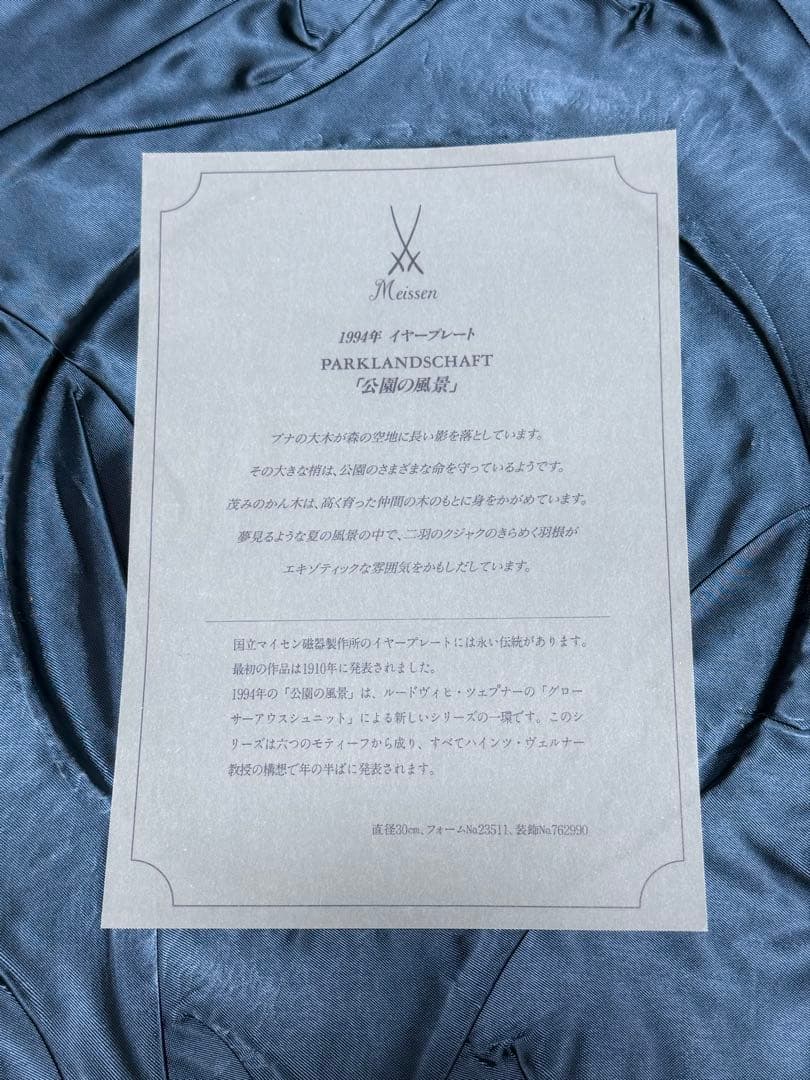 Meissen
1994年 イヤープレート
PARKLANDSCHAFT
「公園の風景」
ブナの大木が森の空地に長い影を落としています。
その大きな梢は、公園のさまざまな命を守っているようです。
茂みのかん木は、高く育った仲間の木のもとに身をかがめています。
夢見るような夏の風景の中で、二羽のクジャクのきらめく羽根が
エキゾティックな雰囲気をかもしだしています。
国立マイセン磁器製作所のイヤープレートには永い伝統があります。
最初の作品は1910年に発表されました。
1994年の「公園の風景」は、ルードヴィヒ・ツェプナーの「グロー
サーアウスシュニット」による新しいシリーズの一環です。このシ
リーズは六つのモティーフから成り、すべてハインツ・ヴェルナー
教授の構想で年の半ばに発表されます。
直径30cm、フォームNo.23511、装飾No.762990